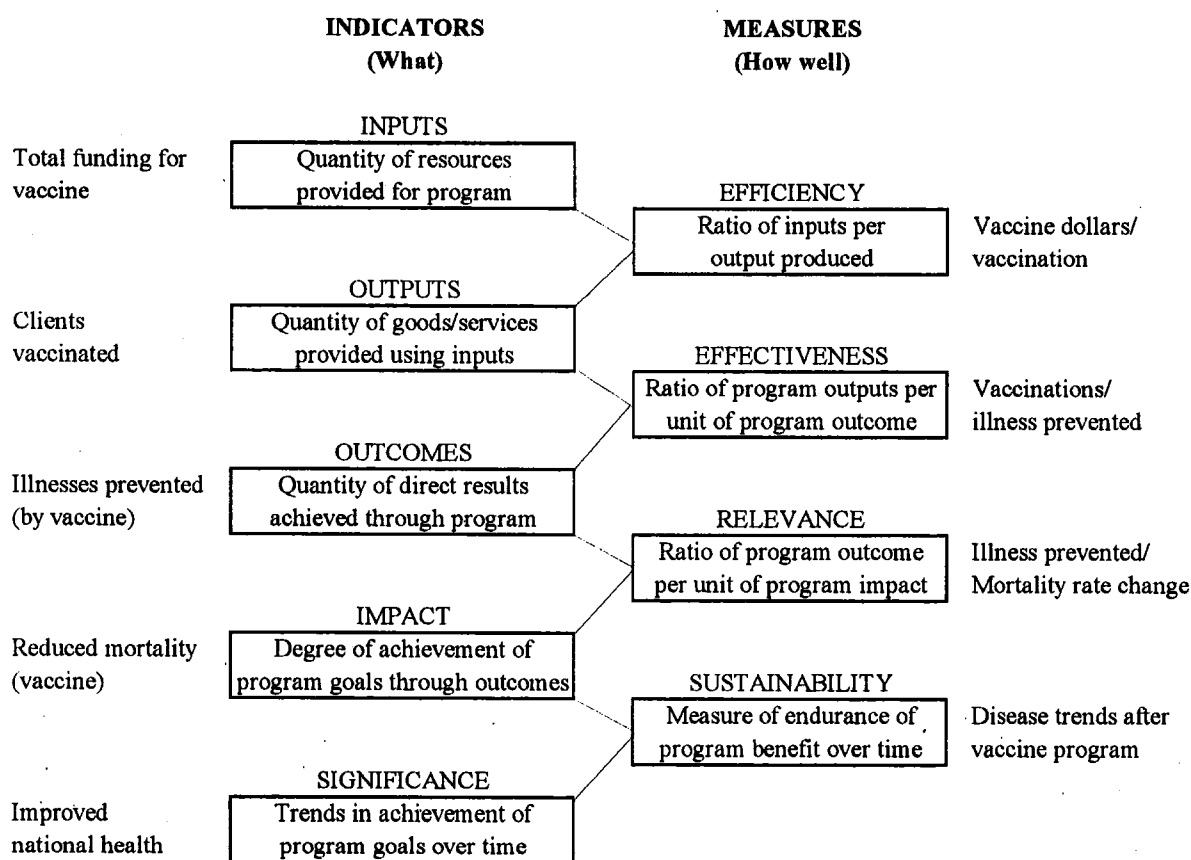 INDICATORS
(What)
MEASURES
(How well)
INPUTS
Total funding for
vaccine
Quantity of resources
provided for program
EFFICIENCY
Ratio of inputs per
output produced
Vaccine dollars/
vaccination
OUTPUTS
Clients
vaccinated
Quantity of goods/services
provided using inputs
EFFECTIVENESS
Ratio of program outputs per
unit of program outcome
Vaccinations/
illness prevented
OUTCOMES
Illnesses prevented
(by vaccine)
Quantity of direct results
achieved through program
RELEVANCE
Ratio of program outcome
per unit of program impact
Illness prevented/
Mortality rate change
IMPACT
Reduced mortality
(vaccine)
Degree of achievement of
program goals through outcomes
SUSTAINABILITY
Measure of endurance of
program benefit over time
Disease trends after
vaccine program
SIGNIFICANCE
Improved
national health
Trends in achievement of
program goals over time